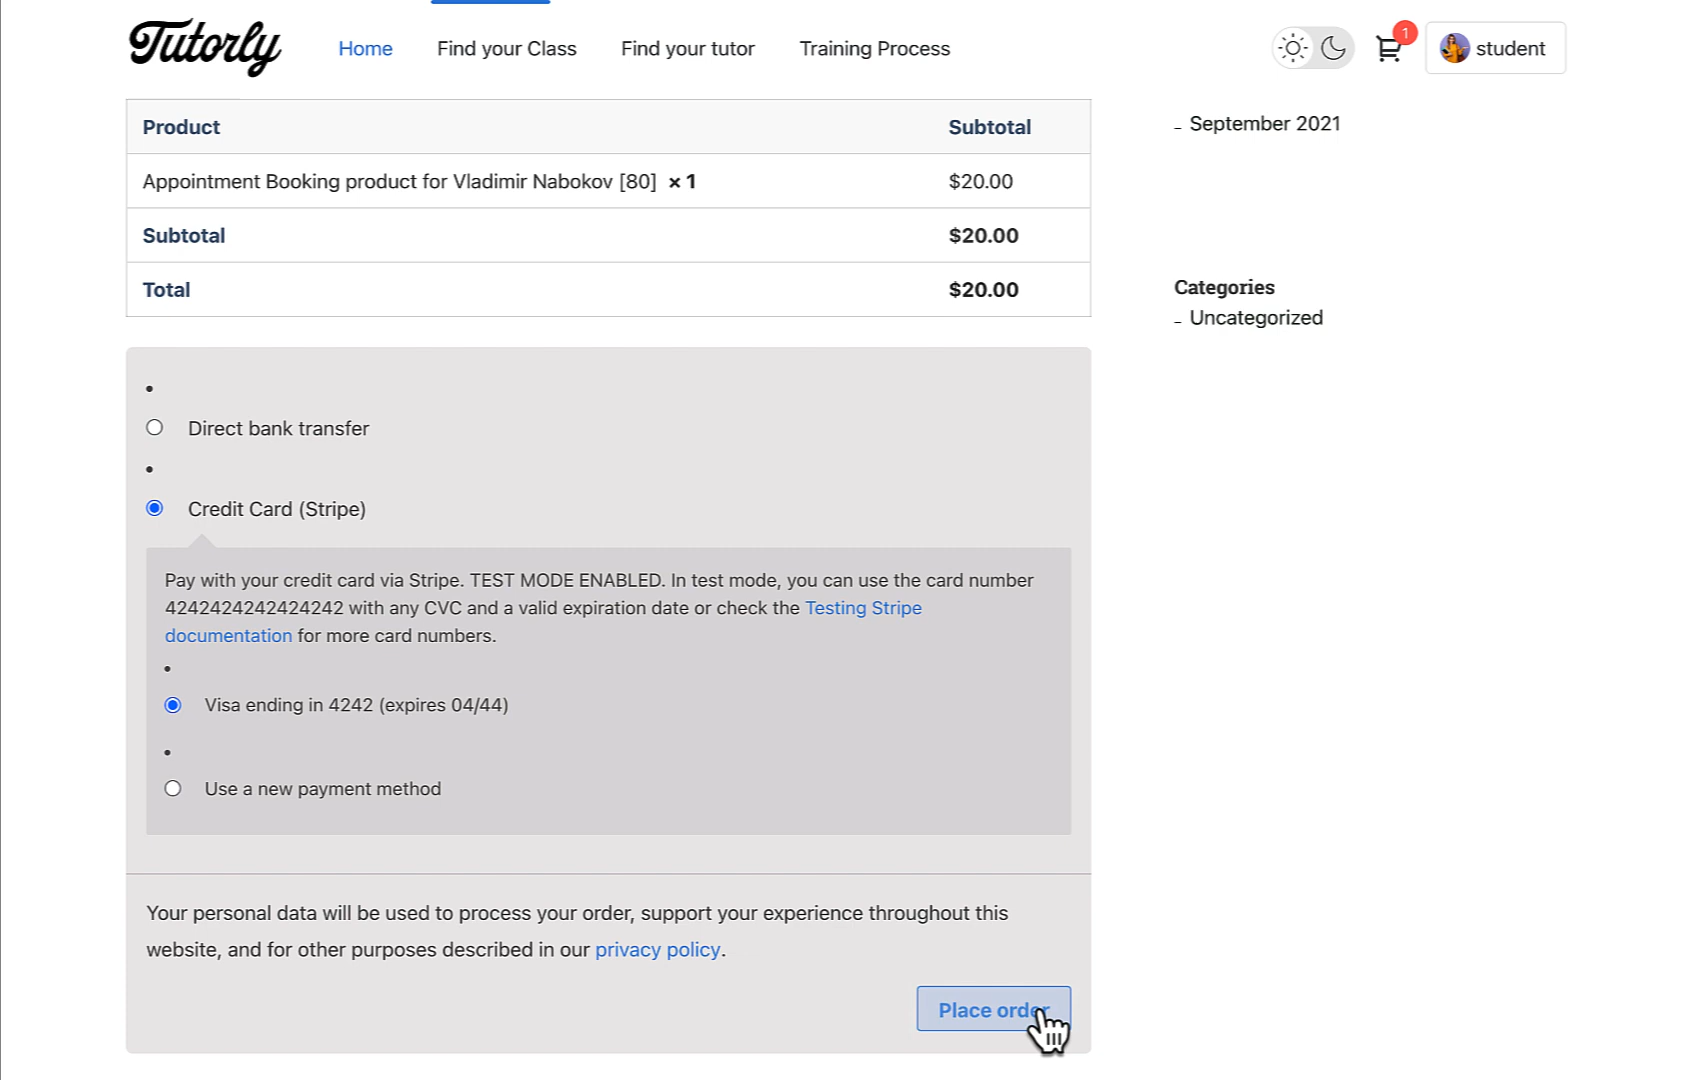 Tutorly
Home
Find your Class
Find your tutor
Training Process
1
student
Product
Subtotal
Appointment Booking product for Vladimir Nabokov [80] × 1
$20.00
Subtotal
$20.00
Total
$20.00
- September 2021
Categories
- Uncategorized
Direct bank transfer
Credit Card (Stripe)
Pay with your credit card via Stripe. TEST MODE ENABLED. In test mode, you can use the card number
4242424242424242 with any CVC and a valid expiration date or check the Testing Stripe
documentation for more card numbers.
Visa ending in 4242 (expires 04/44)
Use a new payment method
Your personal data will be used to process your order, support your experience throughout this
website, and for other purposes described in our privacy policy.
Place order